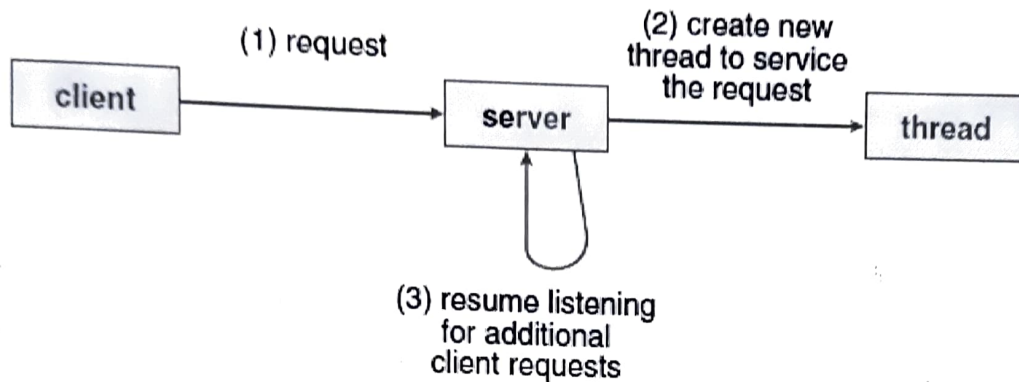 (1) request
(2) create new
thread to service
the request
client
server
thread
(3) resume listening
for additional
client requests